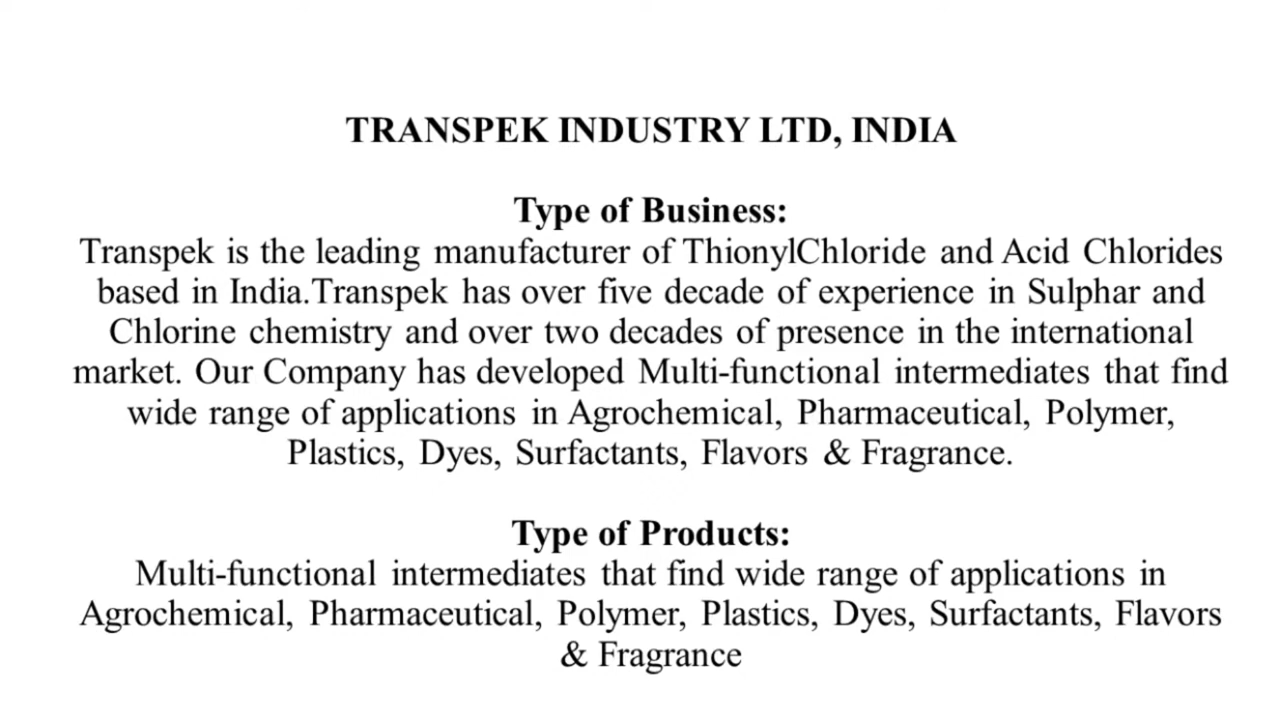 TRANSPEK INDUSTRY LTD, INDIA
Type of Business:
Transpek is the leading manufacturer of ThionylChloride and Acid Chlorides
based in India.Transpek has over five decade of experience in Sulphar and
Chlorine chemistry and over two decades of presence in the international
market. Our Company has developed Multi-functional intermediates that find
wide range of applications in Agrochemical, Pharmaceutical, Polymer,
Plastics, Dyes, Surfactants, Flavors & Fragrance.
Type of Products:
Multi-functional intermediates that find wide range of applications in
Agrochemical, Pharmaceutical, Polymer, Plastics, Dyes, Surfactants, Flavors
& Fragrance